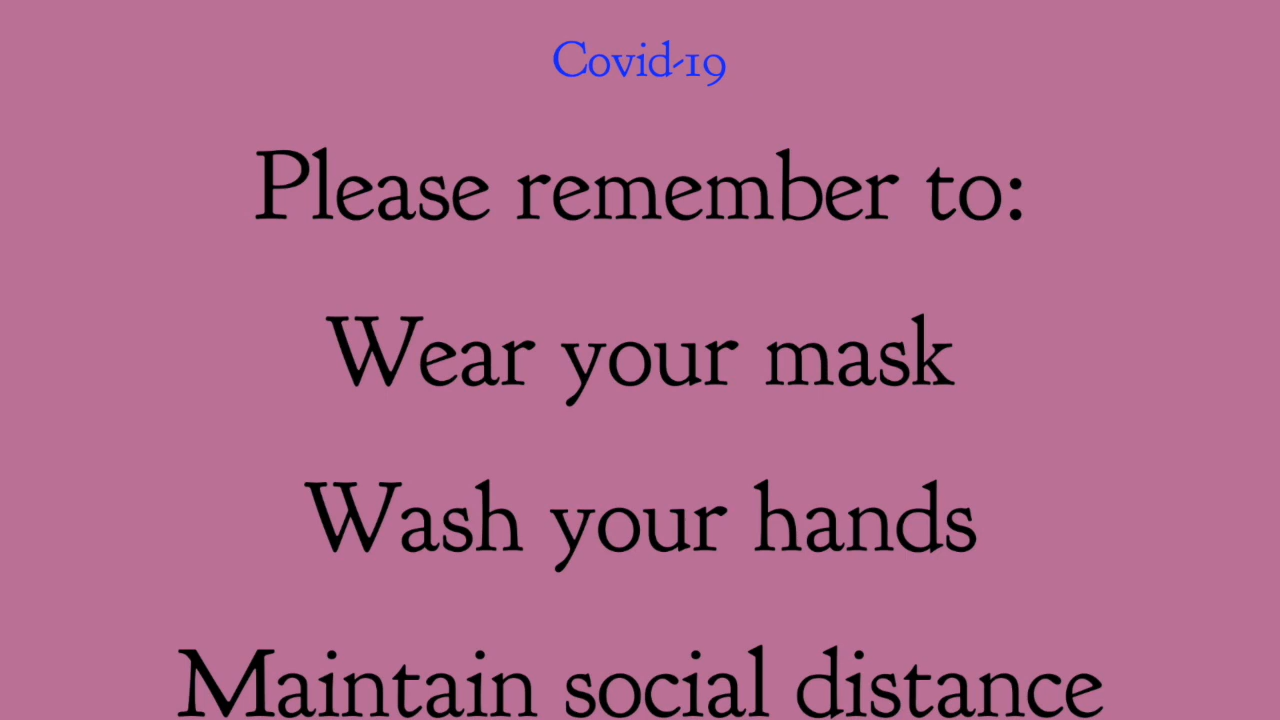 Covid-19
Please remember to:
Wear your mask
Wash your hands
Maintain social distance